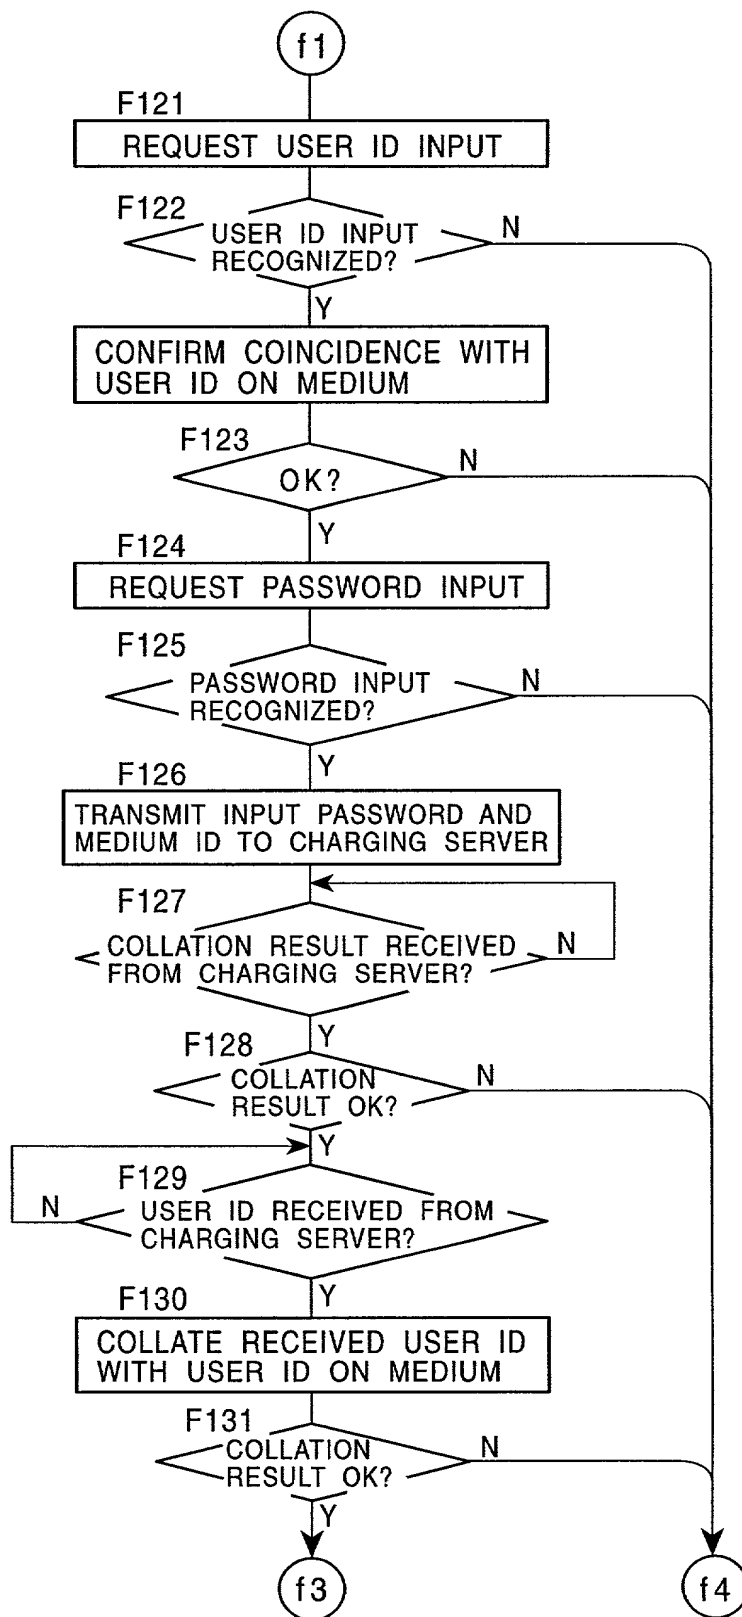 f1
F121
REQUEST USER ID INPUT
F122
USER ID INPUT
RECOGNIZED?
N
Y
CONFIRM COINCIDENCE WITH
USER ID ON MEDIUM
F123
OK?
N
Y
F124
REQUEST PASSWORD INPUT
F125
PASSWORD INPUT
RECOGNIZED?
N
Y
F126
TRANSMIT INPUT PASSWORD AND
MEDIUM ID TO CHARGING SERVER
F127
COLLATION RESULT RECEIVED
FROM CHARGING SERVER?
N
Y
F128
COLLATION
RESULT OK?
N
Y
F129
USER ID RECEIVED FROM
CHARGING SERVER?
N
Y
F130
COLLATE RECEIVED USER ID
WITH USER ID ON MEDIUM
F131
COLLATION
RESULT OK?
N
Y
f3
f4